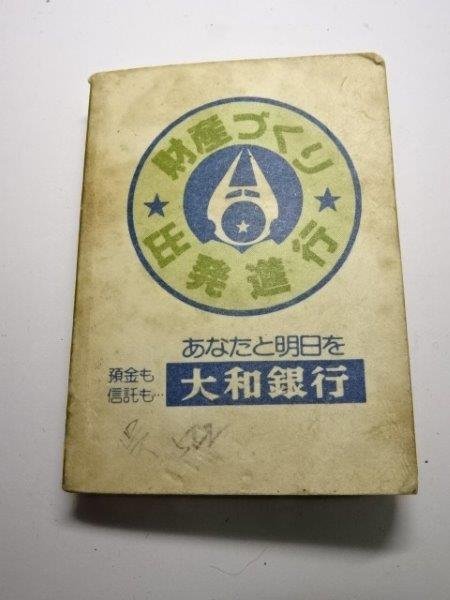 財産づくり
出発進行
あなたと明日を
預金も
信託も…
大和銀行